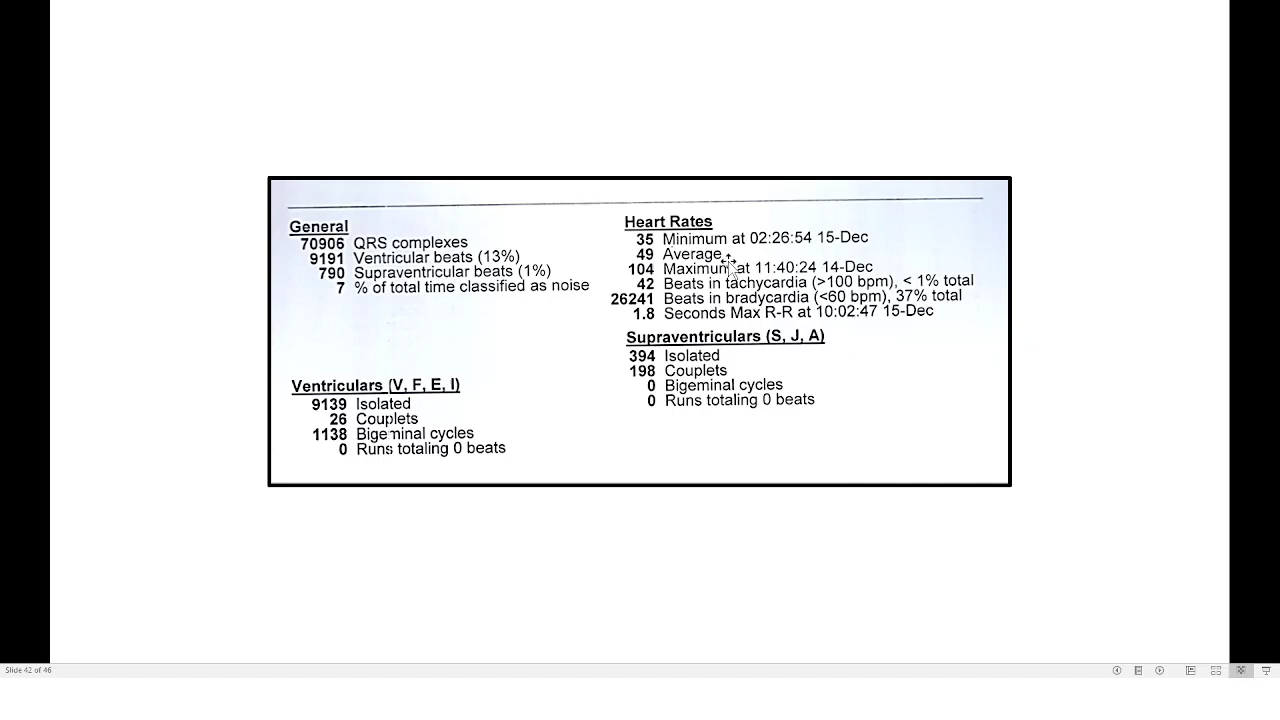 General
70906 QRS complexes
9191 Ventricular beats (13%)
790 Supraventricular beats (1%)
7 % of total time classified as noise
Ventriculars (V, F, E, I)
9139 Isolated
26 Couplets
1138 Bigeminal cycles
0 Runs totaling 0 beats
Heart Rates
35 Minimum at 02:26:54 15-Dec
49 Average
104 Maximum at 11:40:24 14-Dec
42 Beats in tachycardia (>100 bpm), < 1% total
26241 Beats in bradycardia (<60 bpm), 37% total
1.8 Seconds Max R-R at 10:02:47 15-Dec
Supraventriculars (S, J, A)
394 Isolated
198 Couplets
0 Bigeminal cycles
0 Runs totaling 0 beats
Slide 42 of 46